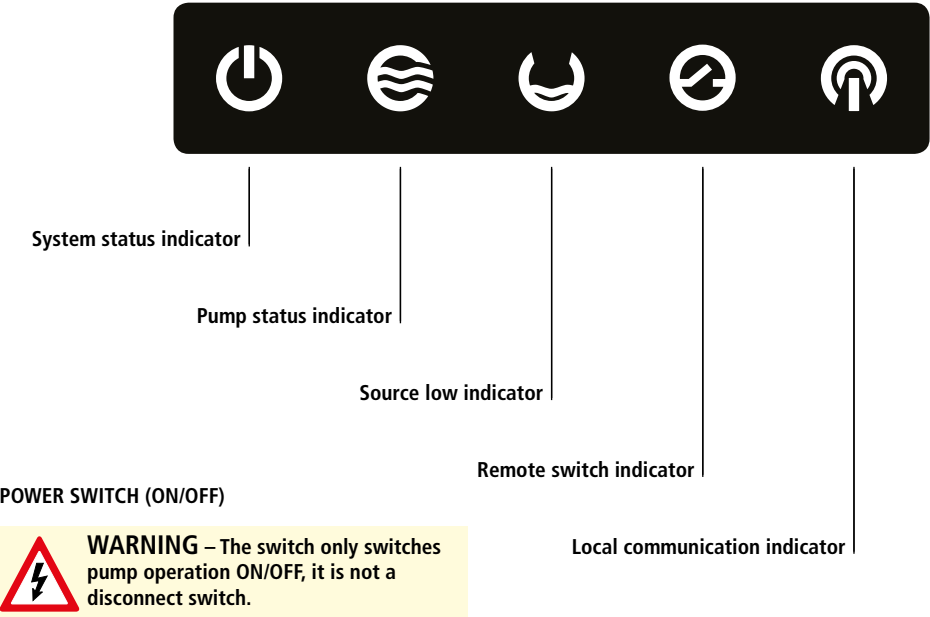 System status indicator
Pump status indicator
Source low indicator
Remote switch indicator
POWER SWITCH (ON/OFF)
WARNING – The switch only switches
pump operation ON/OFF, it is not a
disconnect switch.
Local communication indicator